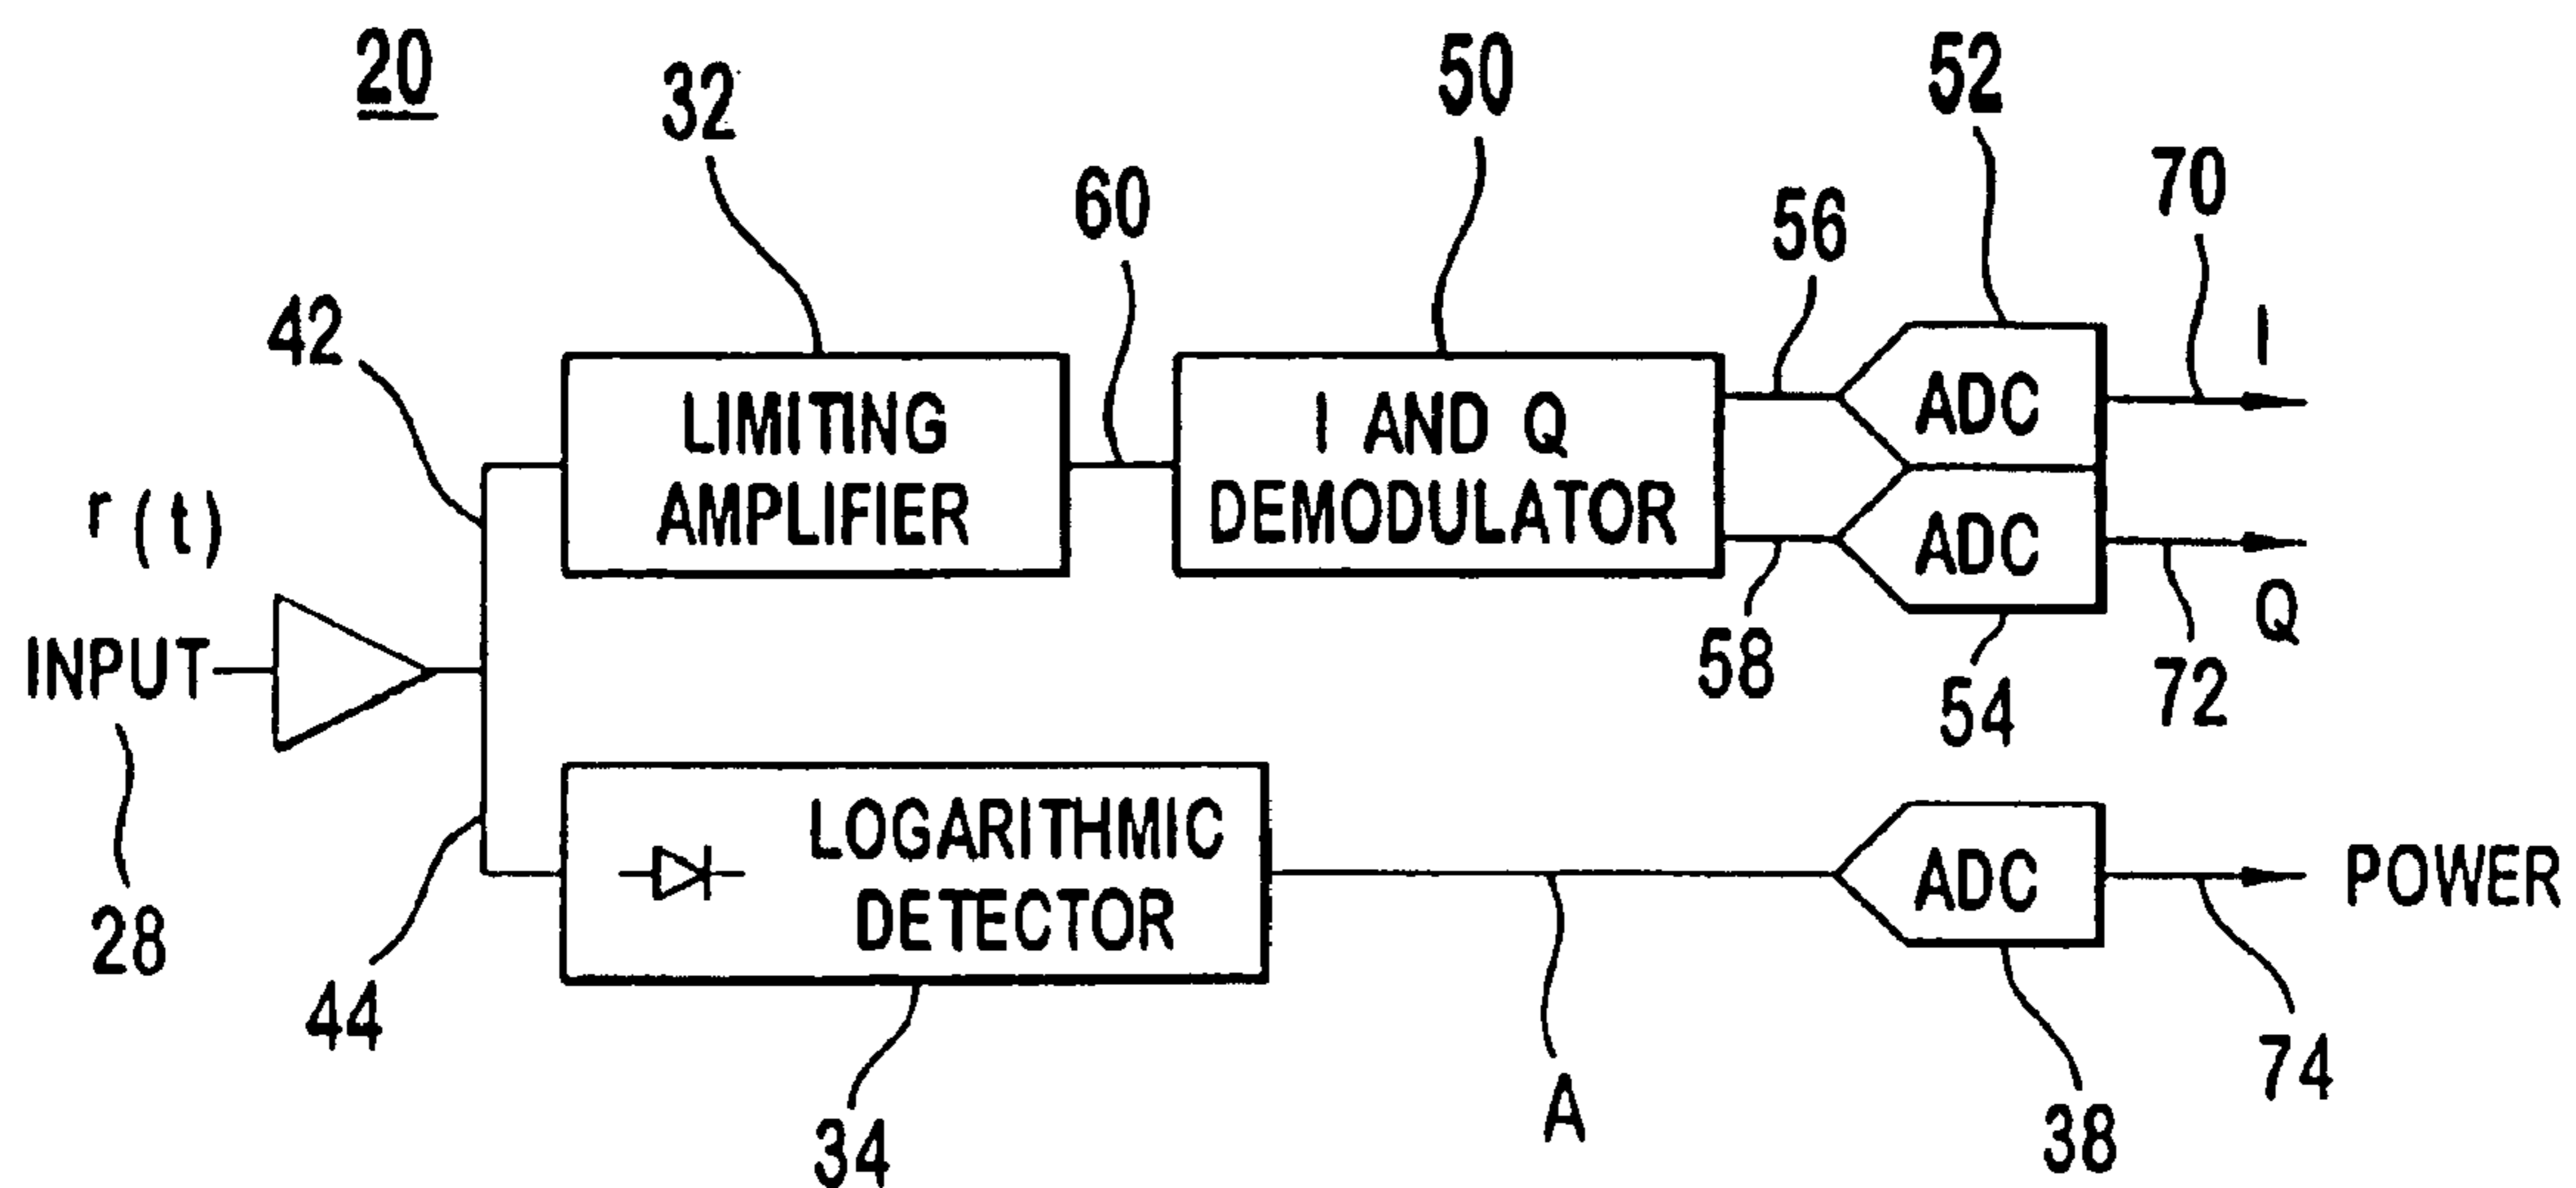 20
32
50
52
60
70
56
42
I
LIMITING
AMPLIFIER
I AND Q
DEMODULATOR
ADC
r(t)
ADC
Q
58
72
INPUT
54
28
LOGARITHMIC
DETECTOR
ADC
POWER
44
74
34
A
38